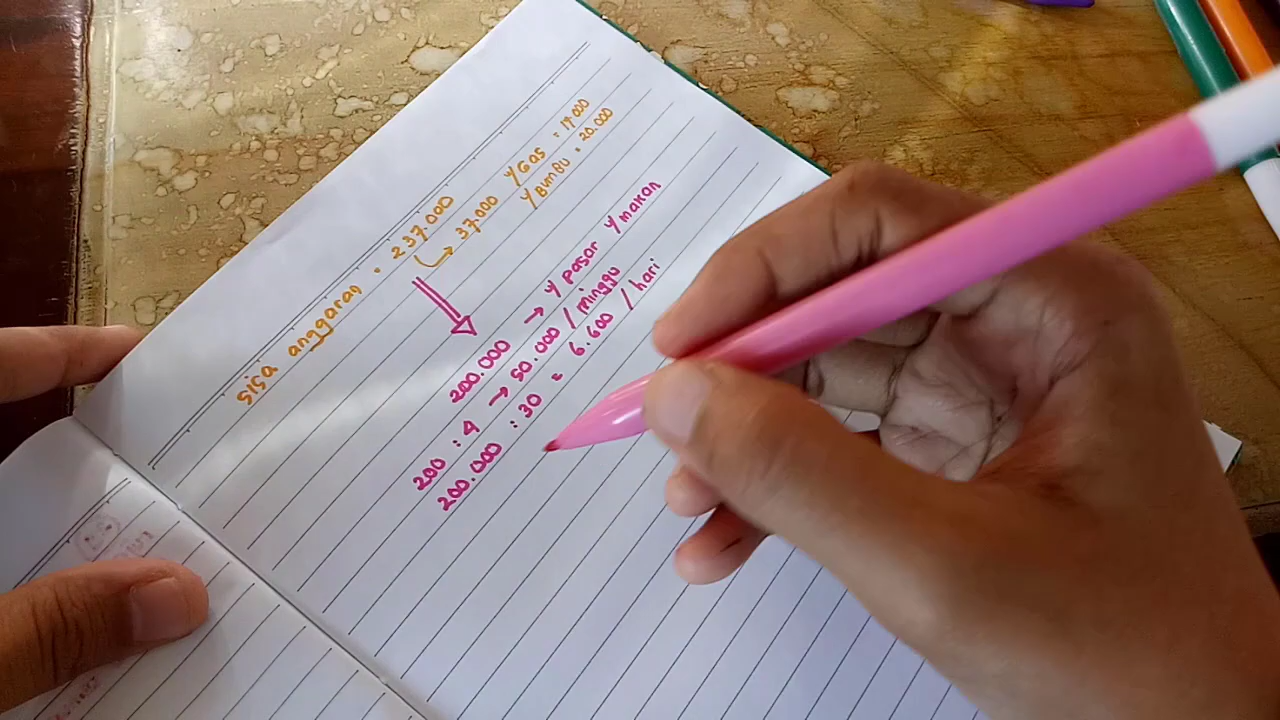 sisa anggaran = 237.000
37.000 y/Gas = 17.000
y/BUMBU = 20.000
200.000 → y/pasar y/makan
200 : 4 → 50.000 / minggu
200.000 : 30 = 6.600 / hari